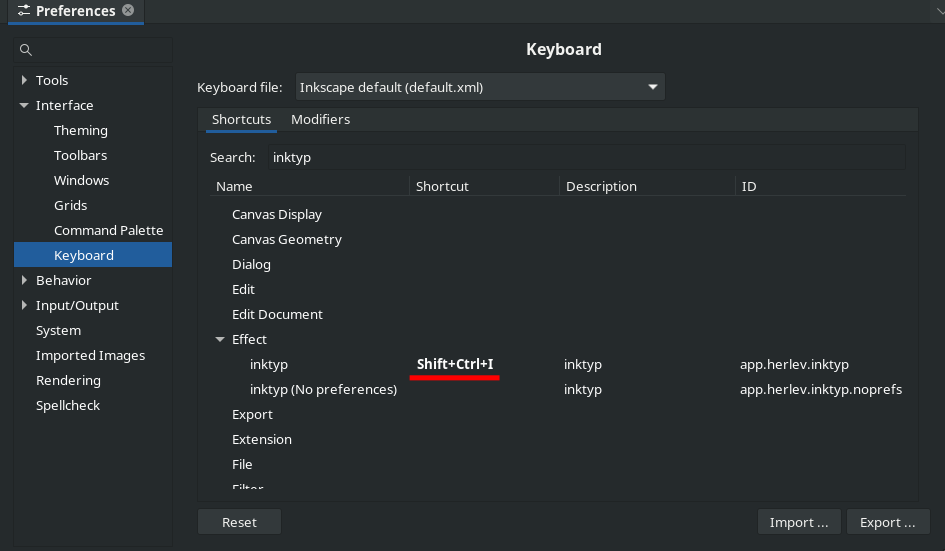 Preferences
Keyboard
Tools
Interface
Theming
Toolbars
Windows
Grids
Command Palette
Keyboard
Behavior
Input/Output
System
Imported Images
Rendering
Spellcheck
Keyboard file: Inkscape default (default.xml)
Shortcuts Modifiers
Search: inktyp
Name Shortcut Description ID
Canvas Display
Canvas Geometry
Dialog
Edit
Edit Document
Effect
inktyp Shift+Ctrl+I inktyp app.herlev.inktyp
inktyp (No preferences) inktyp app.herlev.inktyp.noprefs
Export
Extension
File
Filter
Reset Import ... Export ...